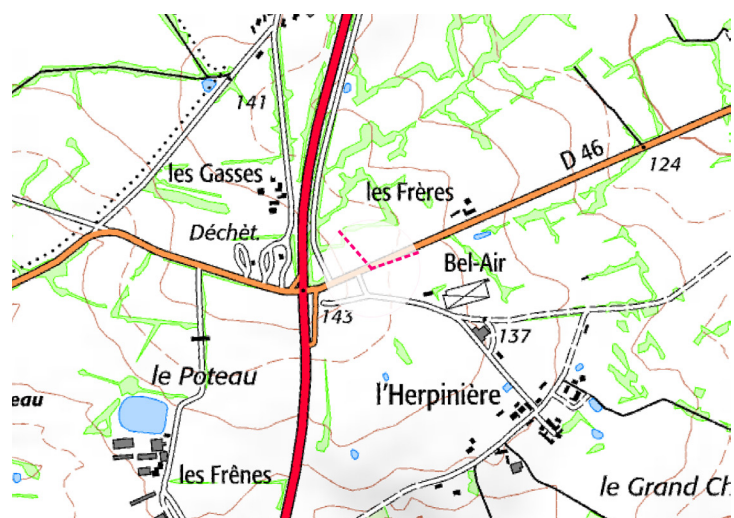 D 46
141
124
les Gasses
les Frères
Déchèt.
Bel-Air
143
137
le Poteau
l'Herpinière
eau
les Frênes
le Grand Ch